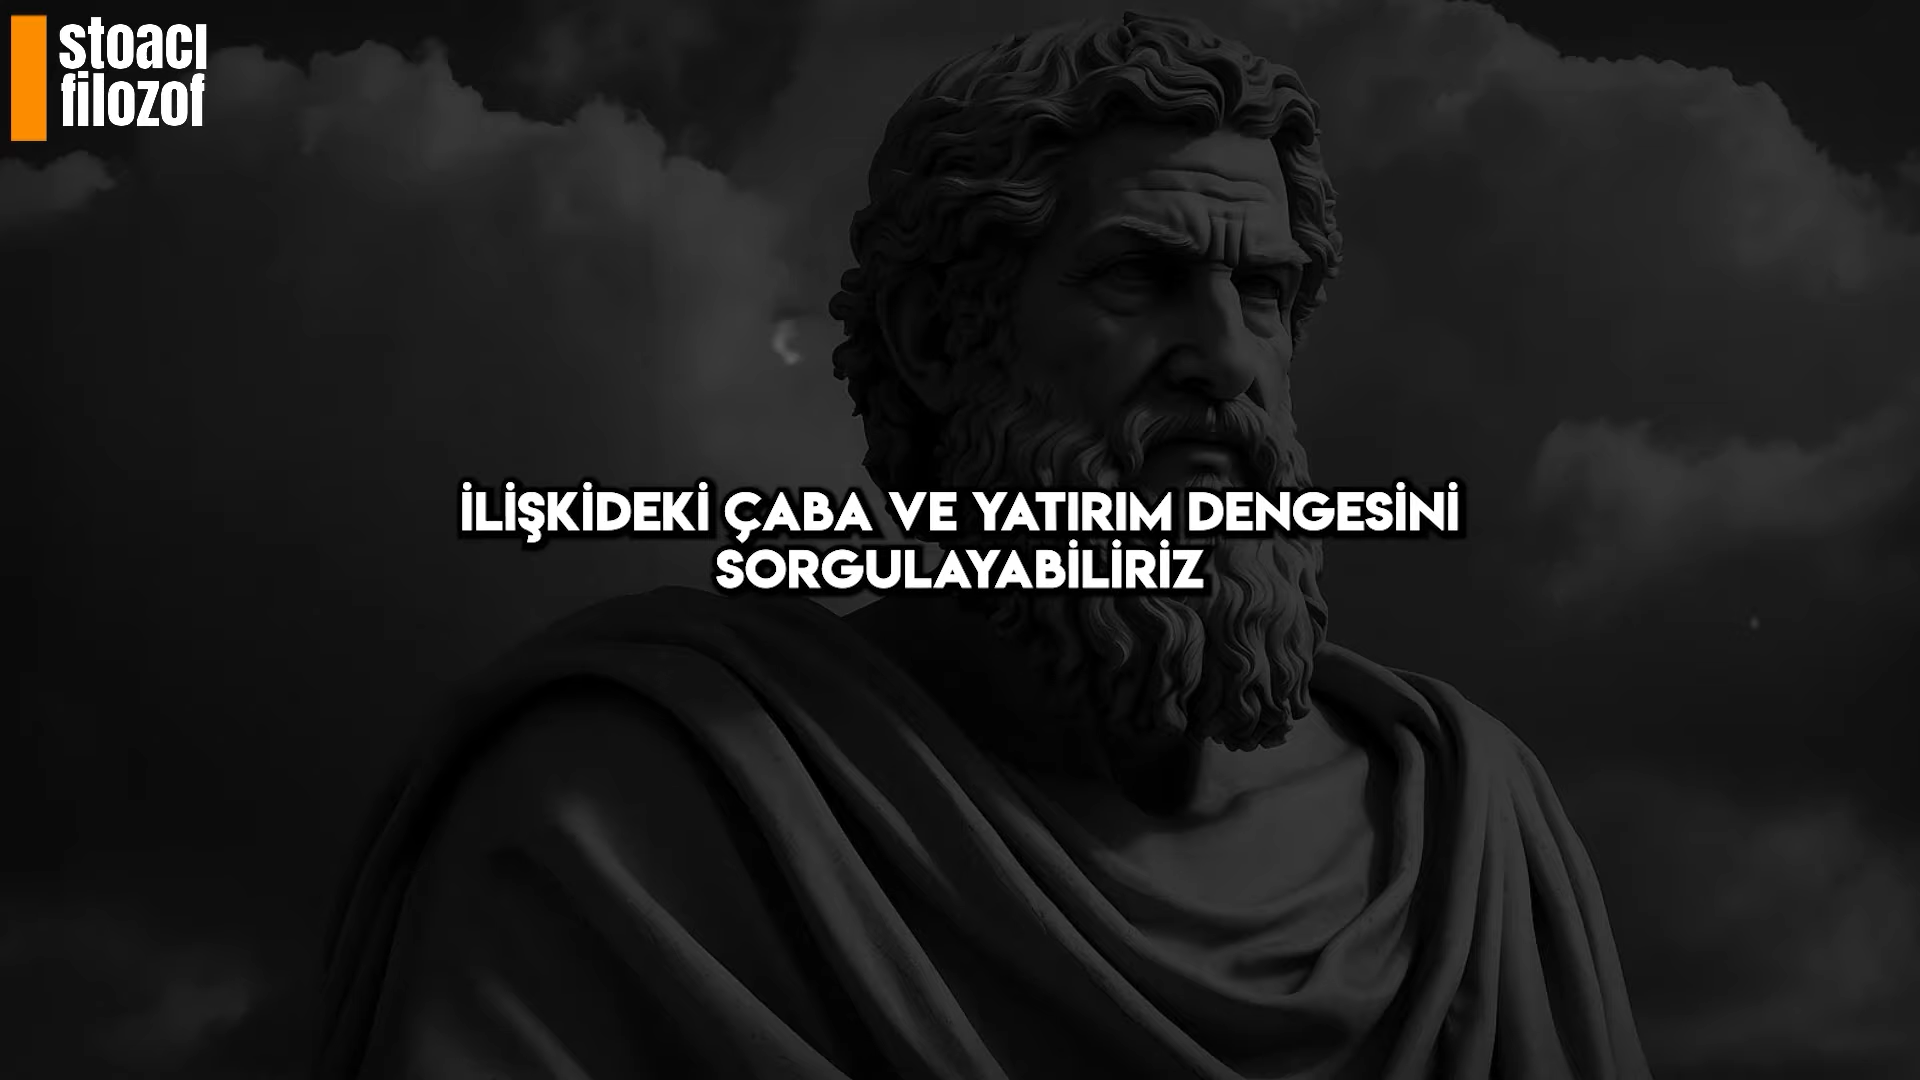 stoacı
filozof
İLİŞKİDEKİ ÇABA VE YATIRIM DENGESİNİ
SORGULAYABİLİRİZ